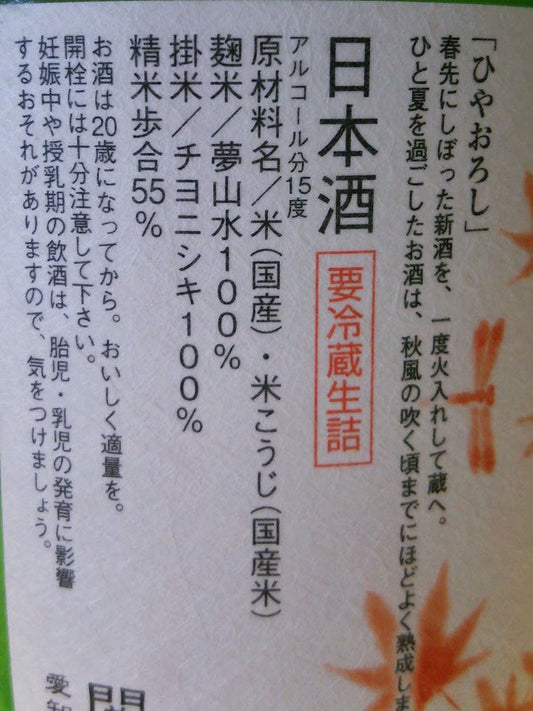 「ひやおろし」
春先にしぼった新酒を、一度火入れして蔵へ。
ひと夏を過ごしたお酒は、秋風の吹く頃までにほどよく熟成しま
日本酒
要冷蔵生詰
アルコール分15度
原材料名／米(国産)・米こうじ(国産米)
麹米／夢山水100%
掛米／チヨニシキ100%
精米歩合55%
お酒は20歳になってから。おいしく適量を。
開栓には十分注意して下さい。
妊娠中や授乳期の飲酒は、胎児・乳児の発育に影響
するおそれがありますので、気をつけましょう。
愛知